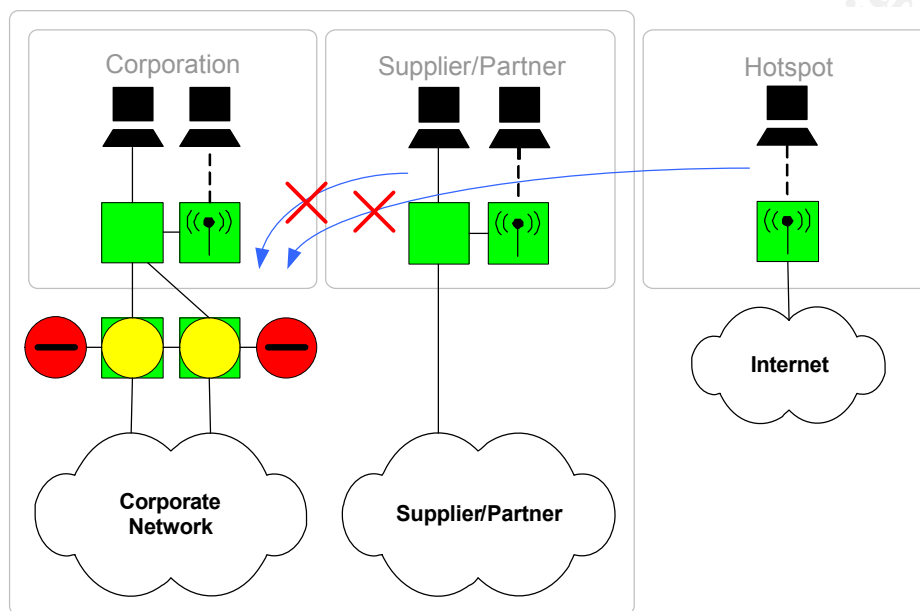 Corporation
Supplier/Partner
Hotspot
Internet
Corporate
Network
Supplier/Partner